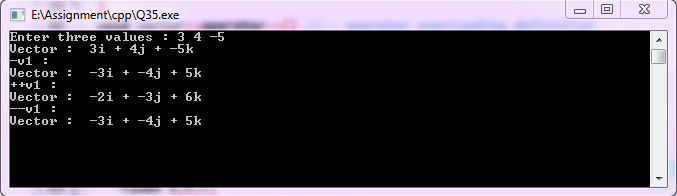 E:\Assignment\cpp\Q35.exe
Enter three values : 3 4 -5
Vector :  3i + 4j + -5k
-v1 :
Vector :  -3i + -4j + 5k
++v1 :
Vector :  -2i + -3j + 6k
--v1 :
Vector :  -3i + -4j + 5k